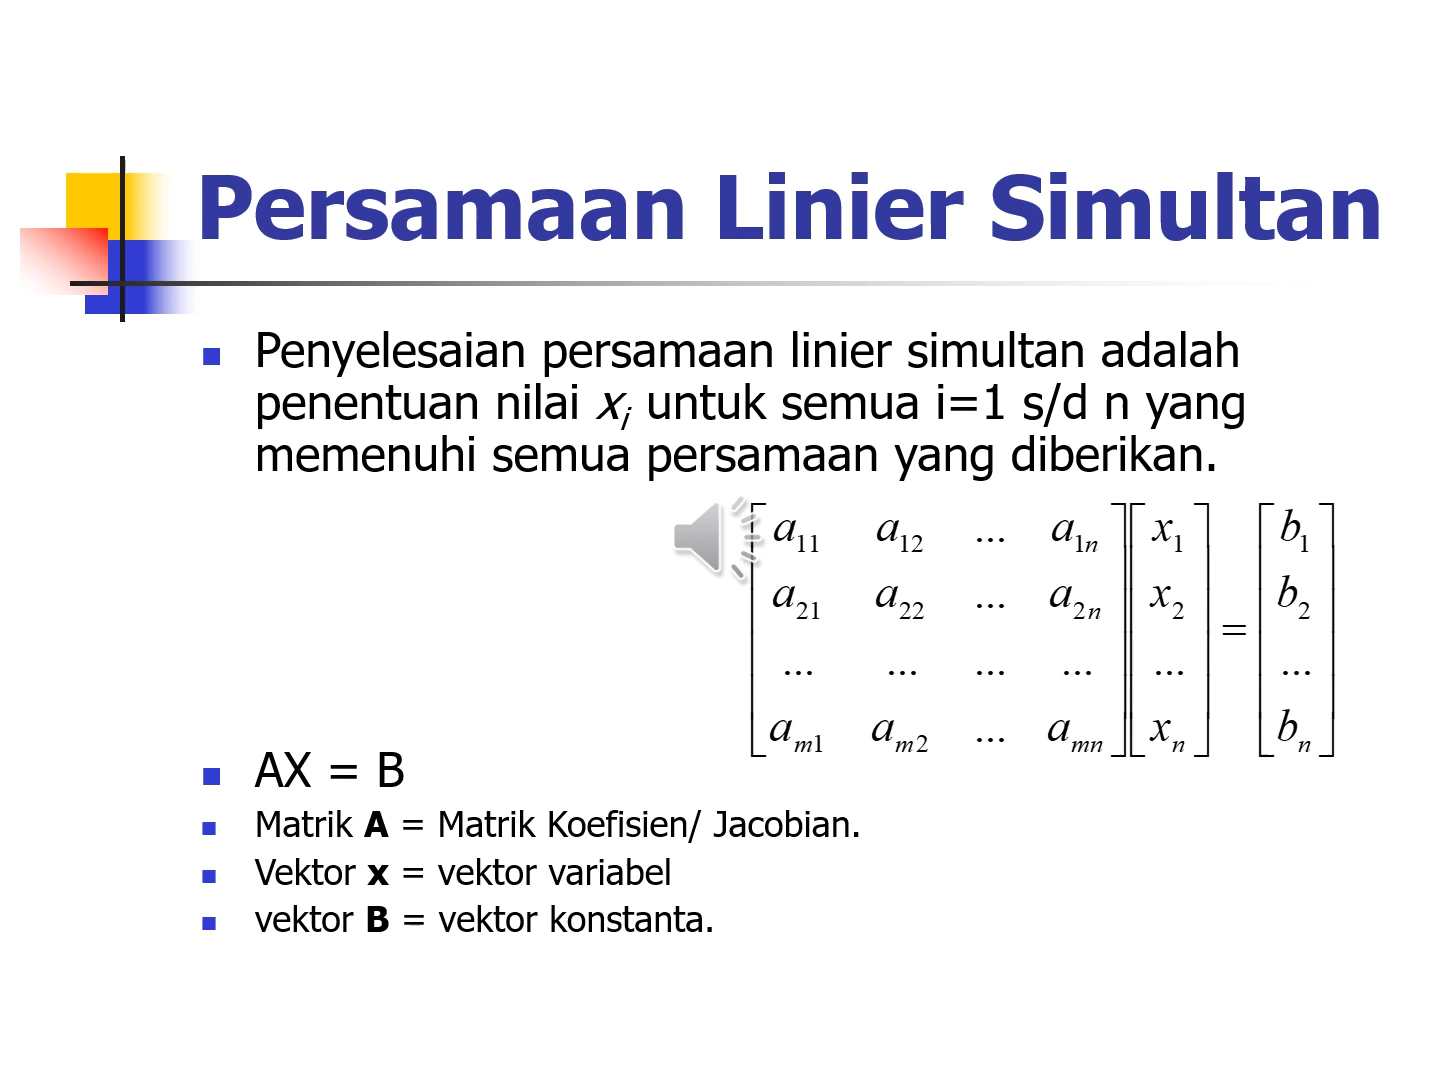 Persamaan Linier Simultan
Penyelesaian persamaan linier simultan adalah
penentuan nilai xᵢ untuk semua i=1 s/d n yang
memenuhi semua persamaan yang diberikan.
a₁₁ a₁₂ ... a₁ₙ x₁ b₁
a₂₁ a₂₂ ... a₂ₙ x₂ = b₂
... ... ... ... ... ...
aₘ₁ aₘ₂ ... aₘₙ xₙ bₙ
AX = B
Matrik A = Matrik Koefisien/ Jacobian.
Vektor x = vektor variabel
vektor B = vektor konstanta.